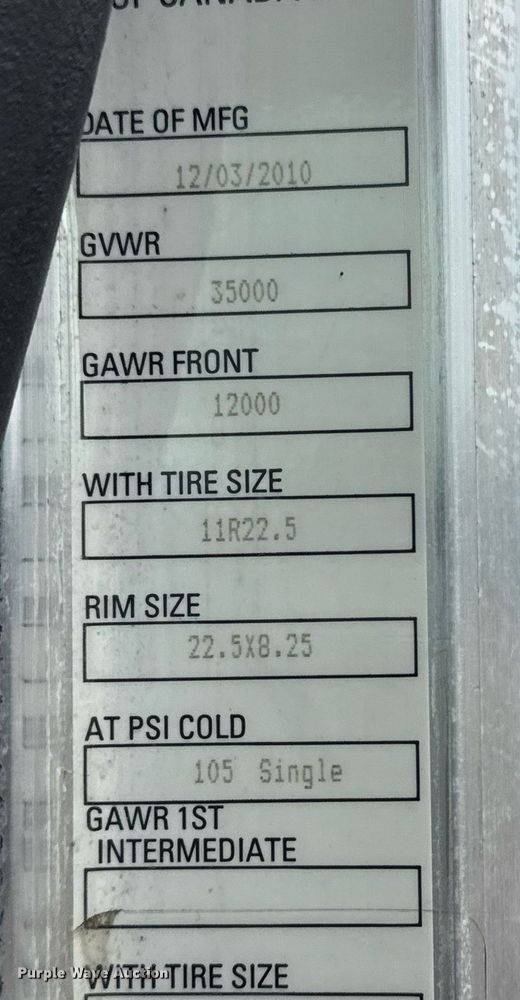 DATE OF MFG
12/03/2010
GVWR
35000
GAWR FRONT
12000
WITH TIRE SIZE
11R22.5
RIM SIZE
22.5X8.25
AT PSI COLD
105 Single
GAWR 1ST
INTERMEDIATE
WITH TIRE SIZE
Purple Wave Auction